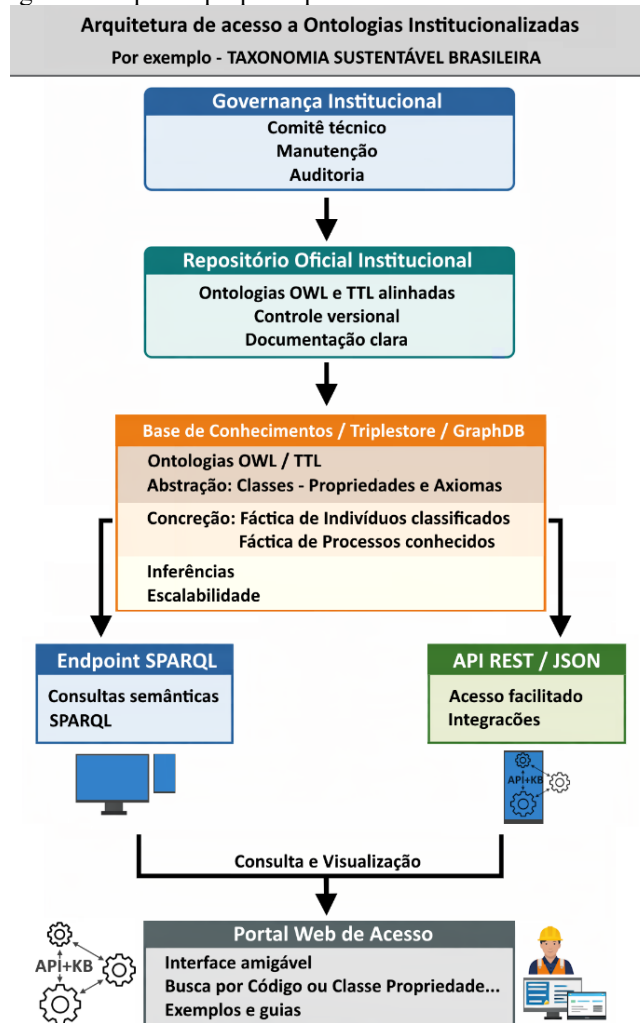 Arquitetura de acesso a Ontologias Institucionalizadas
Por exemplo - TAXONOMIA SUSTENTÁVEL BRASILEIRA
Governança Institucional
Comitê técnico
Manutenção
Auditoria
Repositório Oficial Institucional
Ontologias OWL e TTL alinhadas
Controle versional
Documentação clara
Base de Conhecimentos / Triplestore / GraphDB
Ontologias OWL / TTL
Abstração: Classes - Propriedades e Axiomas
Concreção: Fáctica de Indivíduos classificados
Fáctica de Processos conhecidos
Inferências
Escalabilidade
Endpoint SPARQL
Consultas semânticas
SPARQL
API REST / JSON
Acesso facilitado
Integracões
API+KB
Consulta e Visualização
Portal Web de Acesso
Interface amigável
Busca por Código ou Classe Propriedade...
Exemplos e guias
API+KB